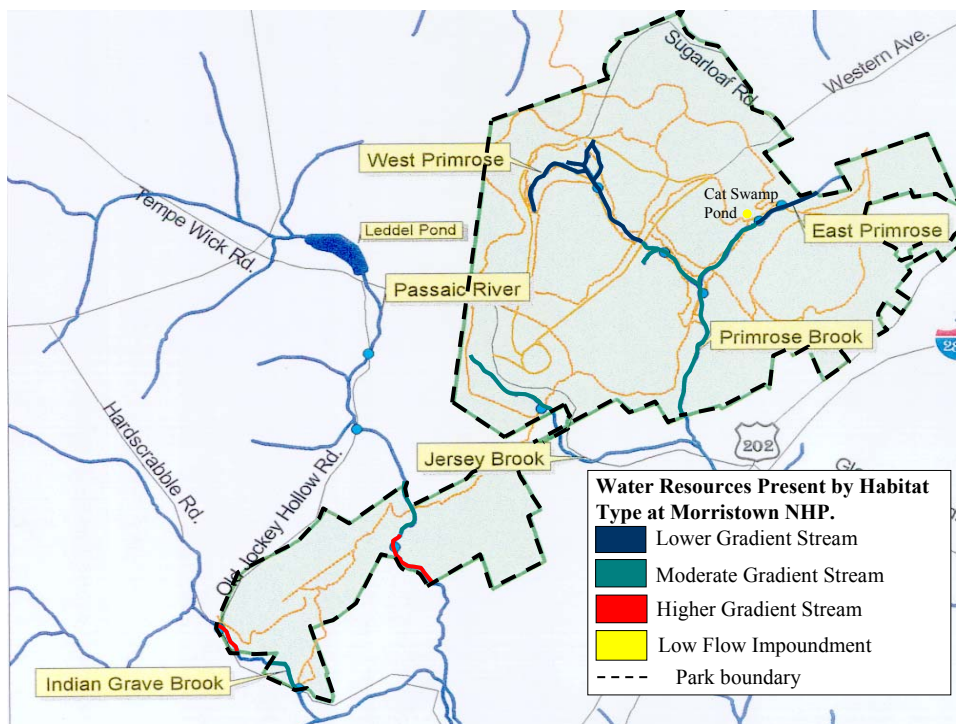 Sugarloaf Rd.
Western Ave.
West Primrose
Cat Swamp
Pond
East Primrose
Tempe Wick Rd.
Leddel Pond
Passaic River
Primrose Brook
Hardscrabble Rd.
Old Jockey Hollow Rd.
Jersey Brook
202
Indian Grave Brook
Water Resources Present by Habitat
Type at Morristown NHP.
Lower Gradient Stream
Moderate Gradient Stream
Higher Gradient Stream
Low Flow Impoundment
Park boundary